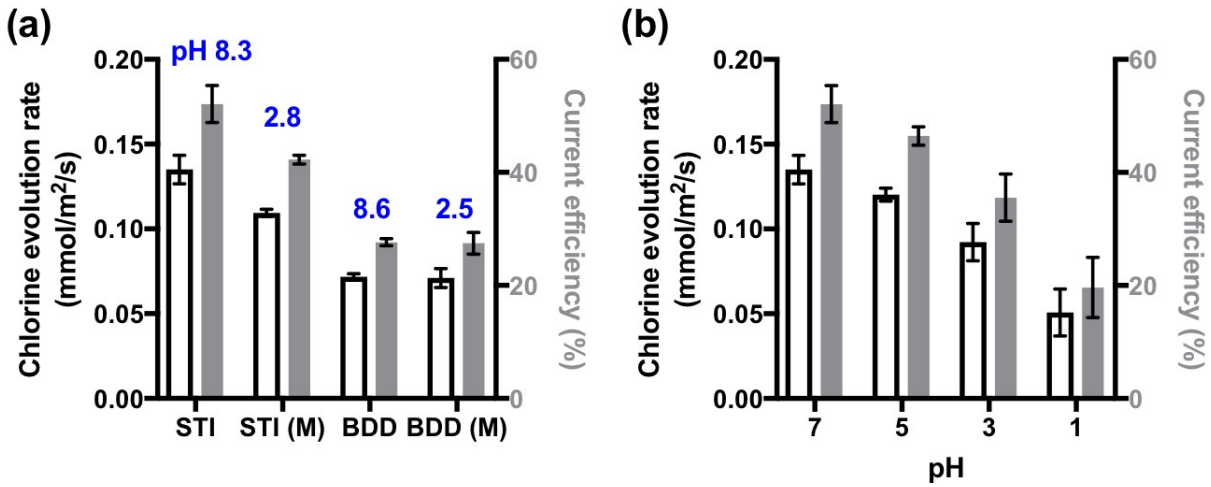 (a)
pH 8.3
2.8
8.6
2.5
Chlorine evolution rate
(mmol/m²/s)
0.20
0.15
0.10
0.05
0.00
60
40
20
0
Current efficiency (%)
STI
STI (M)
BDD
BDD (M)
(b)
Chlorine evolution rate
(mmol/m²/s)
0.20
0.15
0.10
0.05
0.00
60
40
20
0
Current efficiency (%)
7
5
3
1
pH